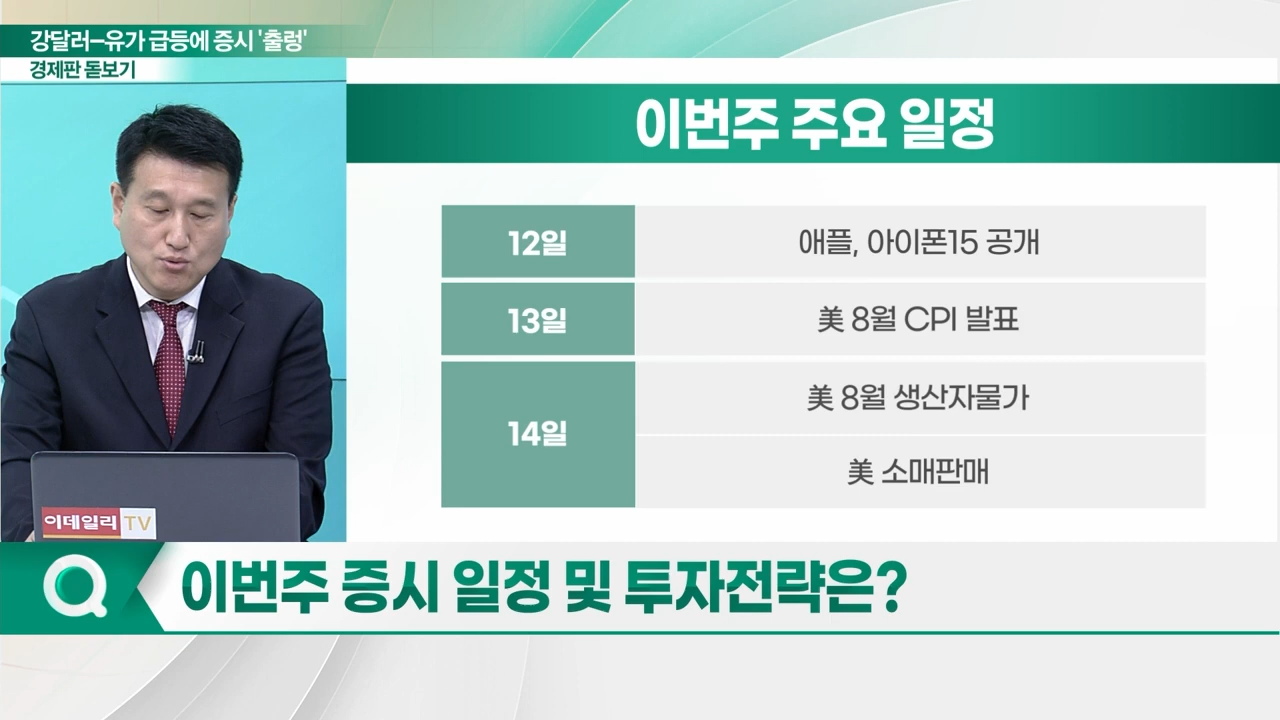 강달러-유가 급등에 증시 '출렁'
경제판 돋보기
이번주 주요 일정
12일
애플, 아이폰15 공개
13일
美 8월 CPI 발표
14일
美 8월 생산자물가
美 소매판매
이데일리 TV
Q
이번주 증시 일정 및 투자전략은?